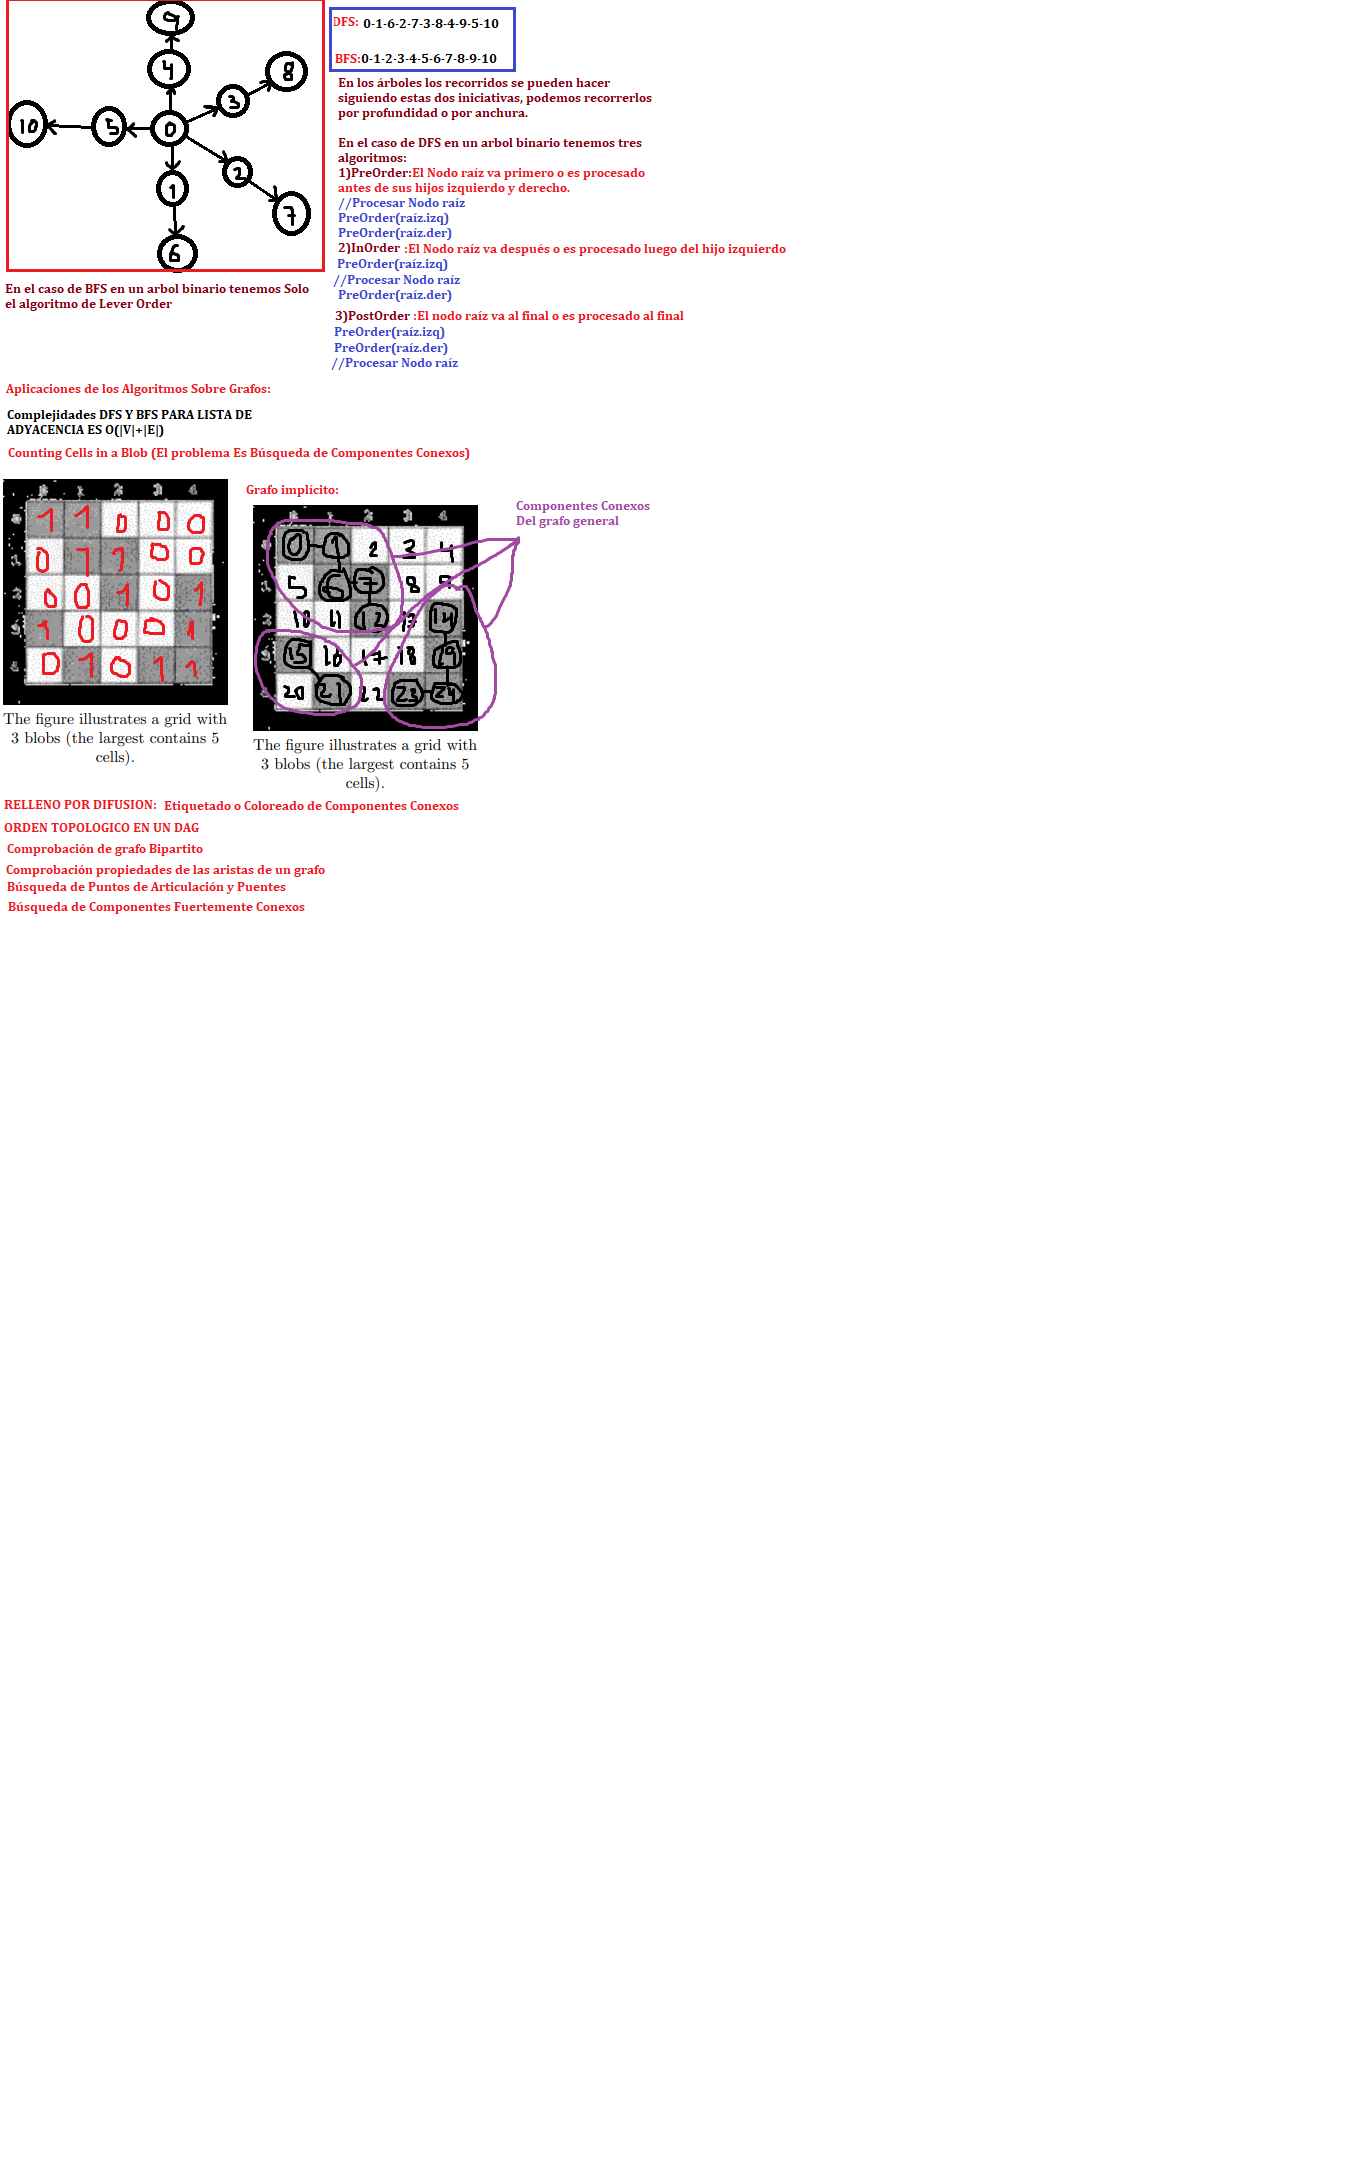 9
4
8
3
10
5
0
2
1
7
6
DFS: 0-1-6-2-7-3-8-4-9-5-10
BFS:0-1-2-3-4-5-6-7-8-9-10
En los árboles los recorridos se pueden hacer
siguiendo estas dos iniciativas, podemos recorrerlos
por profundidad o por anchura.
En el caso de DFS en un arbol binario tenemos tres
algoritmos:
1)PreOrder:El Nodo raíz va primero o es procesado
antes de sus hijos izquierdo y derecho.
//Procesar Nodo raíz
PreOrder(raíz.izq)
PreOrder(raíz.der)
2)InOrder :El Nodo raíz va después o es procesado luego del hijo izquierdo
PreOrder(raíz.izq)
//Procesar Nodo raíz
PreOrder(raíz.der)
3)PostOrder :El nodo raíz va al final o es procesado al final
PreOrder(raíz.izq)
PreOrder(raíz.der)
//Procesar Nodo raíz
En el caso de BFS en un arbol binario tenemos Solo
el algoritmo de Lever Order
Aplicaciones de los Algoritmos Sobre Grafos:
Complejidades DFS Y BFS PARA LISTA DE
ADYACENCIA ES O(|V|+|E|)
Counting Cells in a Blob (El problema Es Búsqueda de Componentes Conexos)
1 1 0 0 0
0 1 1 0 0
0 0 1 0 1
1 0 0 0 1
0 1 0 1 1
The figure illustrates a grid with
3 blobs (the largest contains 5
cells).
Grafo implícito:
0 1 2 3 4
5 6 7 8 9
10 11 12 13 14
15 16 17 18 19
20 21 22 23 24
The figure illustrates a grid with
3 blobs (the largest contains 5
cells).
Componentes Conexos
Del grafo general
RELLENO POR DIFUSION: Etiquetado o Coloreado de Componentes Conexos
ORDEN TOPOLOGICO EN UN DAG
Comprobación de grafo Bipartito
Comprobación propiedades de las aristas de un grafo
Búsqueda de Puntos de Articulación y Puentes
Búsqueda de Componentes Fuertemente Conexos